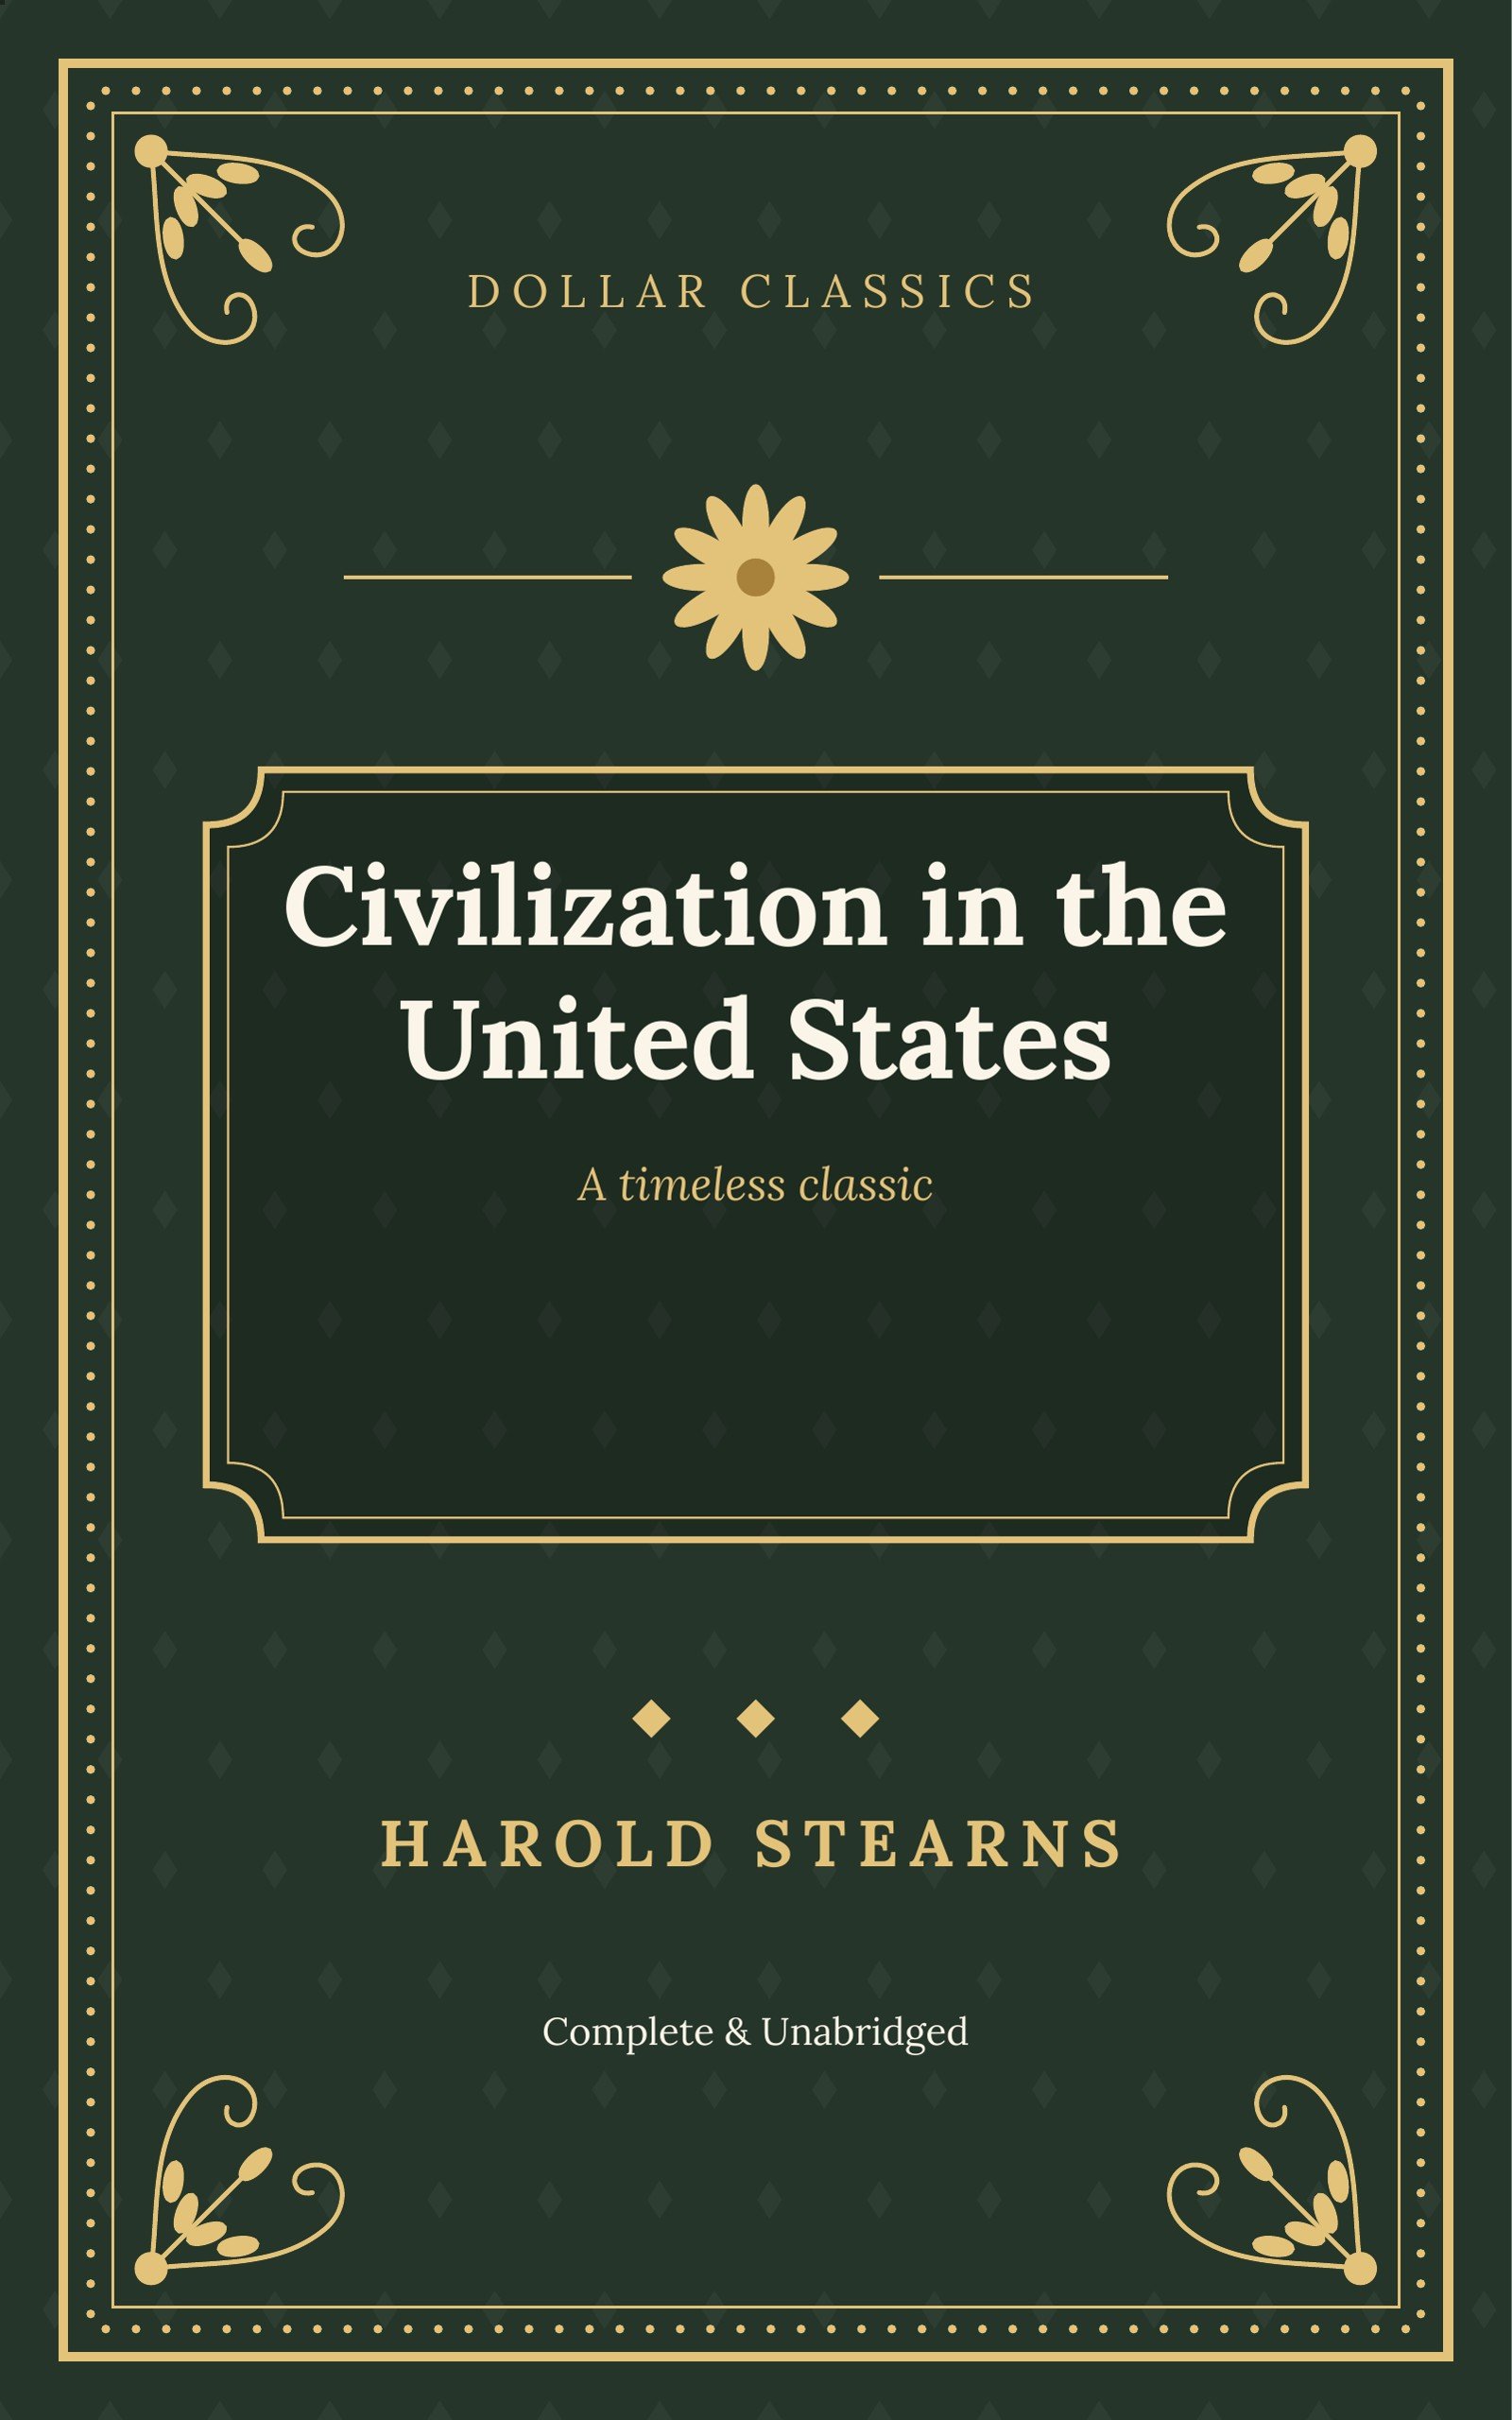 DOLLAR CLASSICS
Civilization in the
United States
A timeless classic
HAROLD STEARNS
Complete & Unabridged